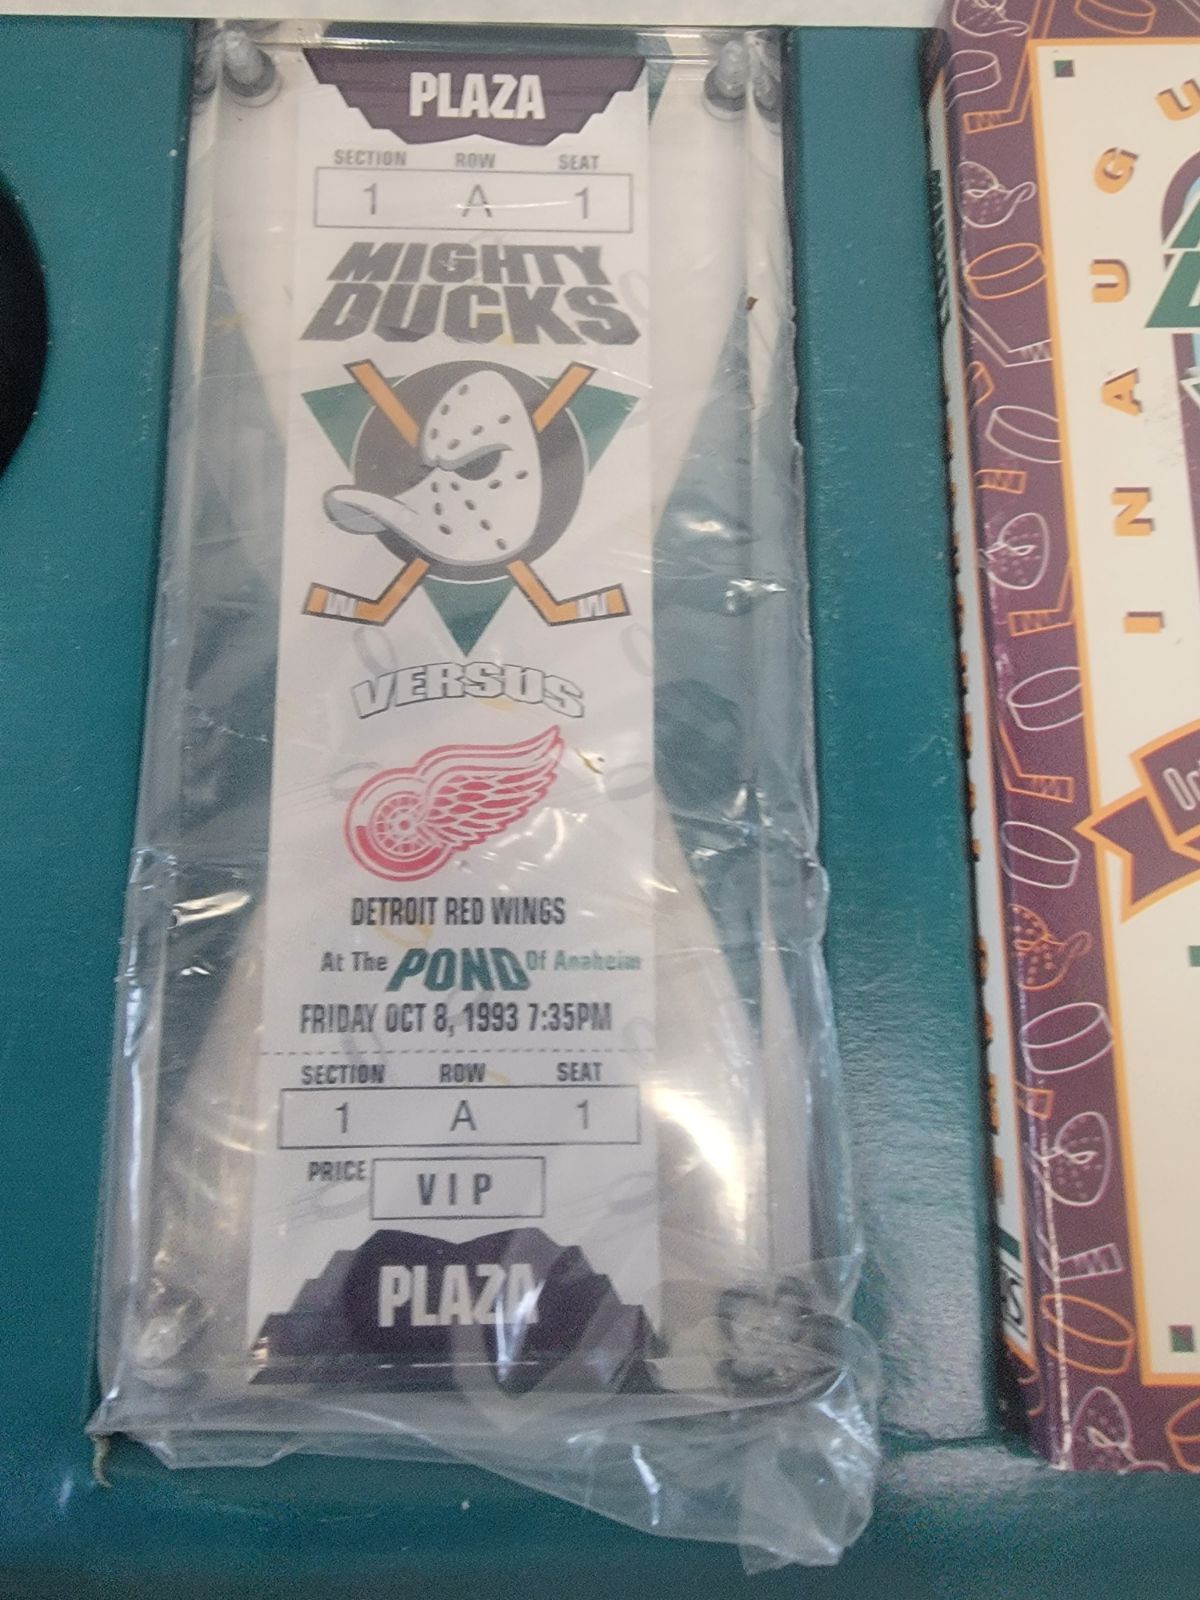 PLAZA
SECTION ROW SEAT
1 A 1
MIGHTY
DUCKS
VERSUS
DETROIT RED WINGS
At The POND Of Anaheim
FRIDAY OCT 8, 1993 7:35PM
SECTION ROW SEAT
1 A 1
PRICE VIP
PLAZA
INAUGU